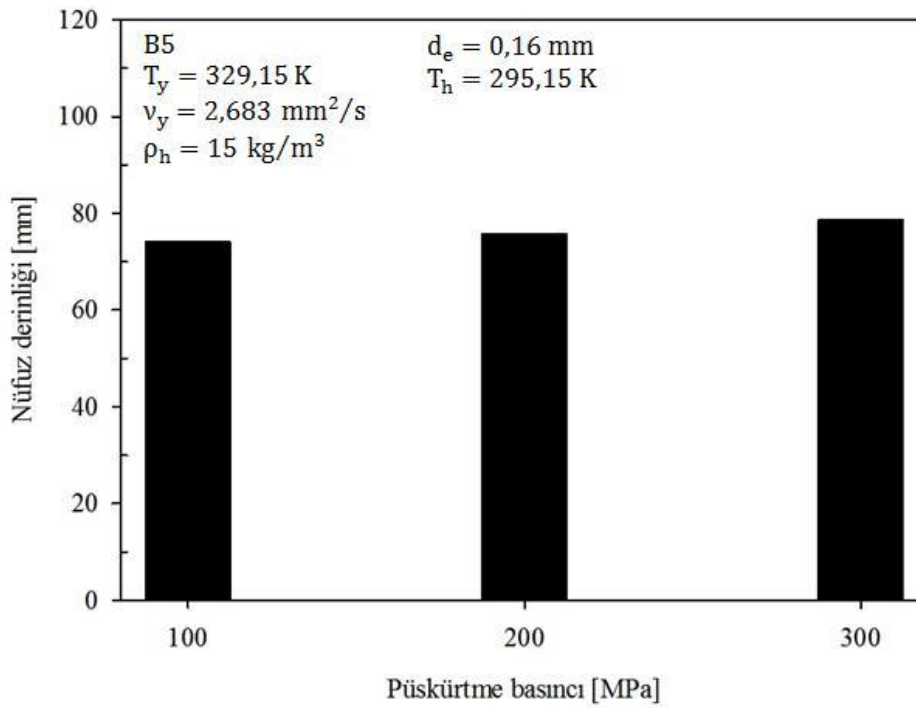 120
100
80
60
40
20
0
Nüfuz derinliği [mm]
B5
T_y = 329,15 K
ν_y = 2,683 mm²/s
ρ_h = 15 kg/m³
d_e = 0,16 mm
T_h = 295,15 K
100 200 300
Püskürtme basıncı [MPa]